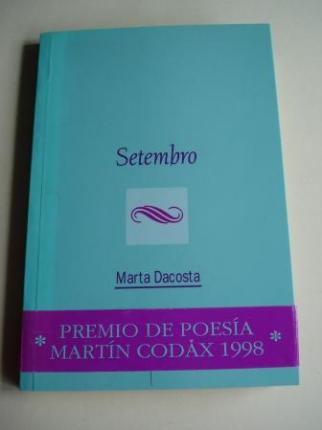 Setembro
Marta Dacosta
* PREMIO DE POESÍA *
MARTÍN CODÁX 1998